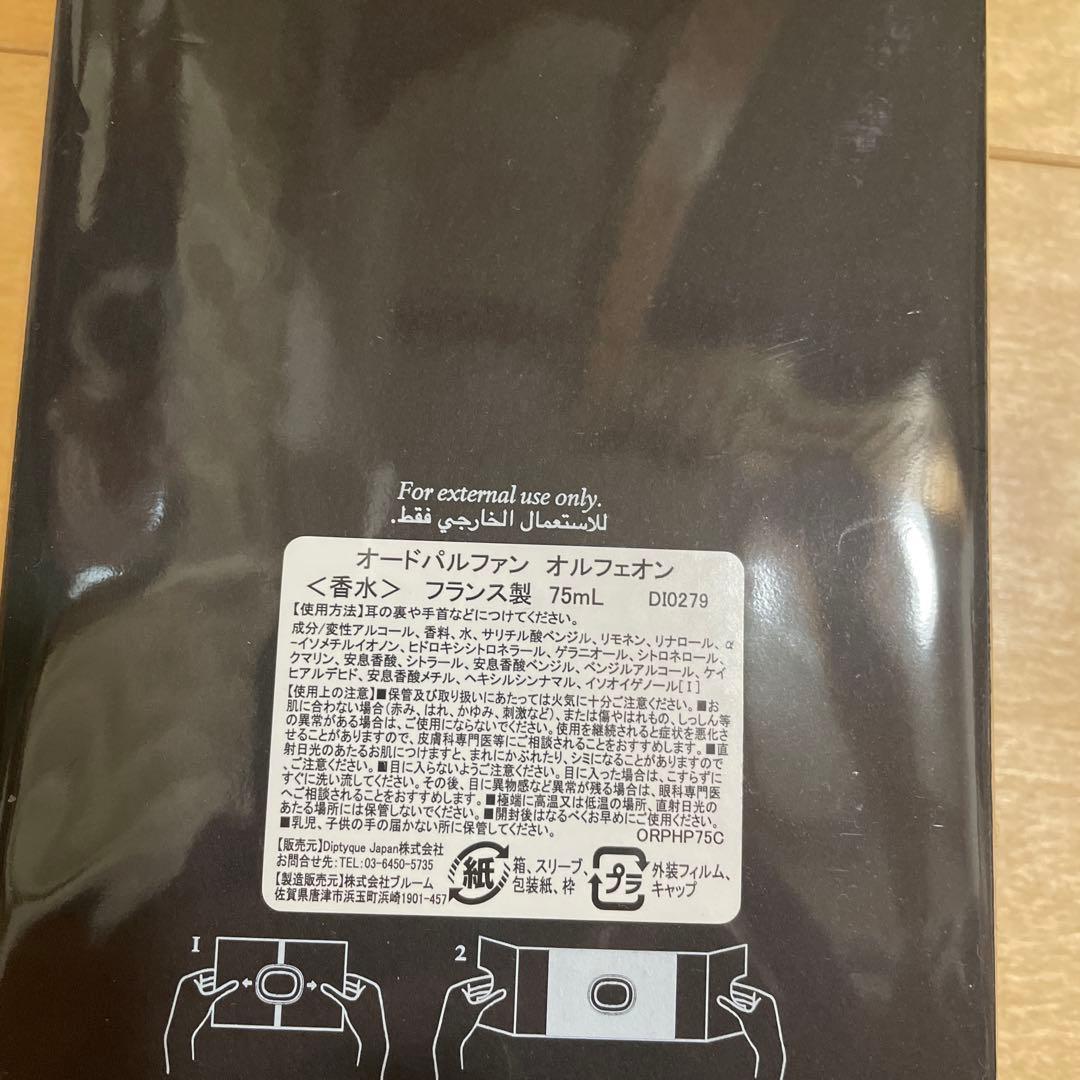 For external use only.
للاستعمال الخارجي فقط.
オードパルファン オルフェオン
＜香水＞ フランス製 75mL DI0279
【使用方法】耳の裏や手首などにつけてください。
成分/変性アルコール、香料、水、サリチル酸ベンジル、リモネン、リナロール、α
-イソメチルイオノン、ヒドロキシシトロネラール、ゲラニオール、シトロネロール、
クマリン、安息香酸、シトラール、安息香酸ベンジル、ベンジルアルコール、ケイ
ヒアルデヒド、安息香酸メチル、ヘキシルシンナマル、イソオイゲノール[I]
【使用上の注意】■保管及び取り扱いにあたっては火気に十分ご注意ください。■お
肌に合わない場合(赤み、はれ、かゆみ、刺激など)、または傷やはれもの、しっしん等
の異常がある場合は、ご使用にならないでください。使用を継続されると症状を悪化さ
せることがありますので、皮膚科専門医等にご相談されることをおすすめします。■直
射日光のあたるお肌につけますと、まれにかぶれたり、シミになることがありますので
、ご注意ください。■目に入らないようご注意ください。目に入った場合は、こすらずに
すぐに洗い流してください。その後、目に異物感など異常が残る場合は、眼科専門医
へご相談されることをおすすめします。■極端に高温又は低温の場所、直射日光の
あたる場所には保管しないでください。■開封後はなるべくお早めにご使用ください。
■乳児、子供の手の届かない所に保管してください。 ORPHP75C
【販売元】Diptyque Japan株式会社
お問合せ先:TEL:03-6450-5735
【製造販売元】株式会社ブルーム
佐賀県唐津市浜玉町浜崎1901-457
紙
箱、スリーブ、
包装紙、枠
プラ
外装フィルム、
キャップ
1
2